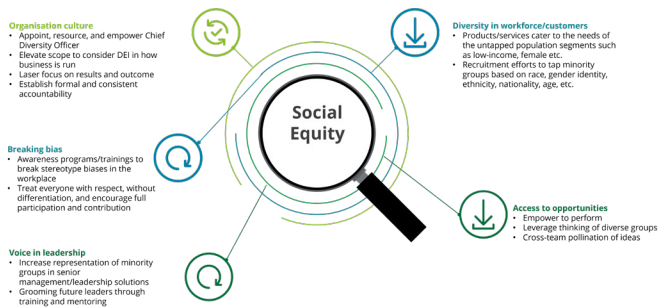 Organisation culture
• Appoint, resource, and empower Chief
Diversity Officer
• Elevate scope to consider DEI in how
business is run
• Laser focus on results and outcome
• Establish formal and consistent
accountability
Diversity in workforce/customers
• Products/services cater to the needs of
the untapped population segments such
as low-income, female etc.
• Recruitment efforts to tap minority
groups based on race, gender identity,
ethnicity, nationality, age, etc.
Social
Equity
Breaking bias
• Awareness programs/trainings to
break stereotype biases in the
workplace
• Treat everyone with respect, without
differentiation, and encourage full
participation and contribution
Access to opportunities
• Empower to perform
• Leverage thinking of diverse groups
• Cross-team pollination of ideas
Voice in leadership
• Increase representation of minority
groups in senior
management/leadership solutions
• Grooming future leaders through
training and mentoring